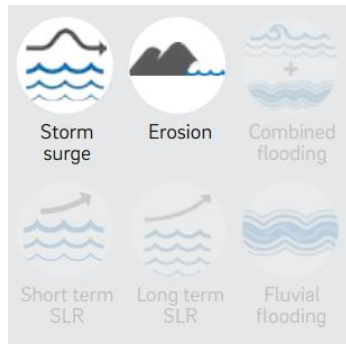 Storm
surge
Erosion
Combined
flooding
Short term
SLR
Long term
SLR
Fluvial
flooding